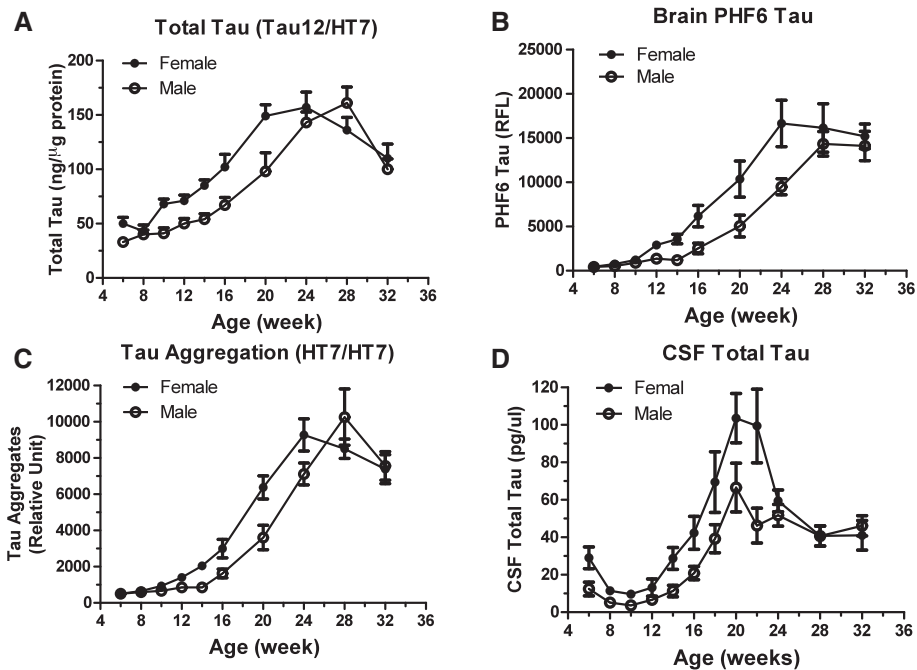 A
Total Tau (Tau12/HT7)
Total Tau (ng/μg protein)
200
150
100
50
0
Female
Male
4 8 12 16 20 24 28 32 36
Age (week)
B
Brain PHF6 Tau
PHF6 Tau (RFL)
25000
20000
15000
10000
5000
0
Female
Male
4 8 12 16 20 24 28 32 36
Age (week)
C
Tau Aggregation (HT7/HT7)
Tau Aggregates
(Relative Unit)
12000
10000
8000
6000
4000
2000
0
Female
Male
4 8 12 16 20 24 28 32 36
Age (week)
D
CSF Total Tau
CSF Total Tau (pg/ul)
120
100
80
60
40
20
0
Femal
Male
4 8 12 16 20 24 28 32 36
Age (weeks)